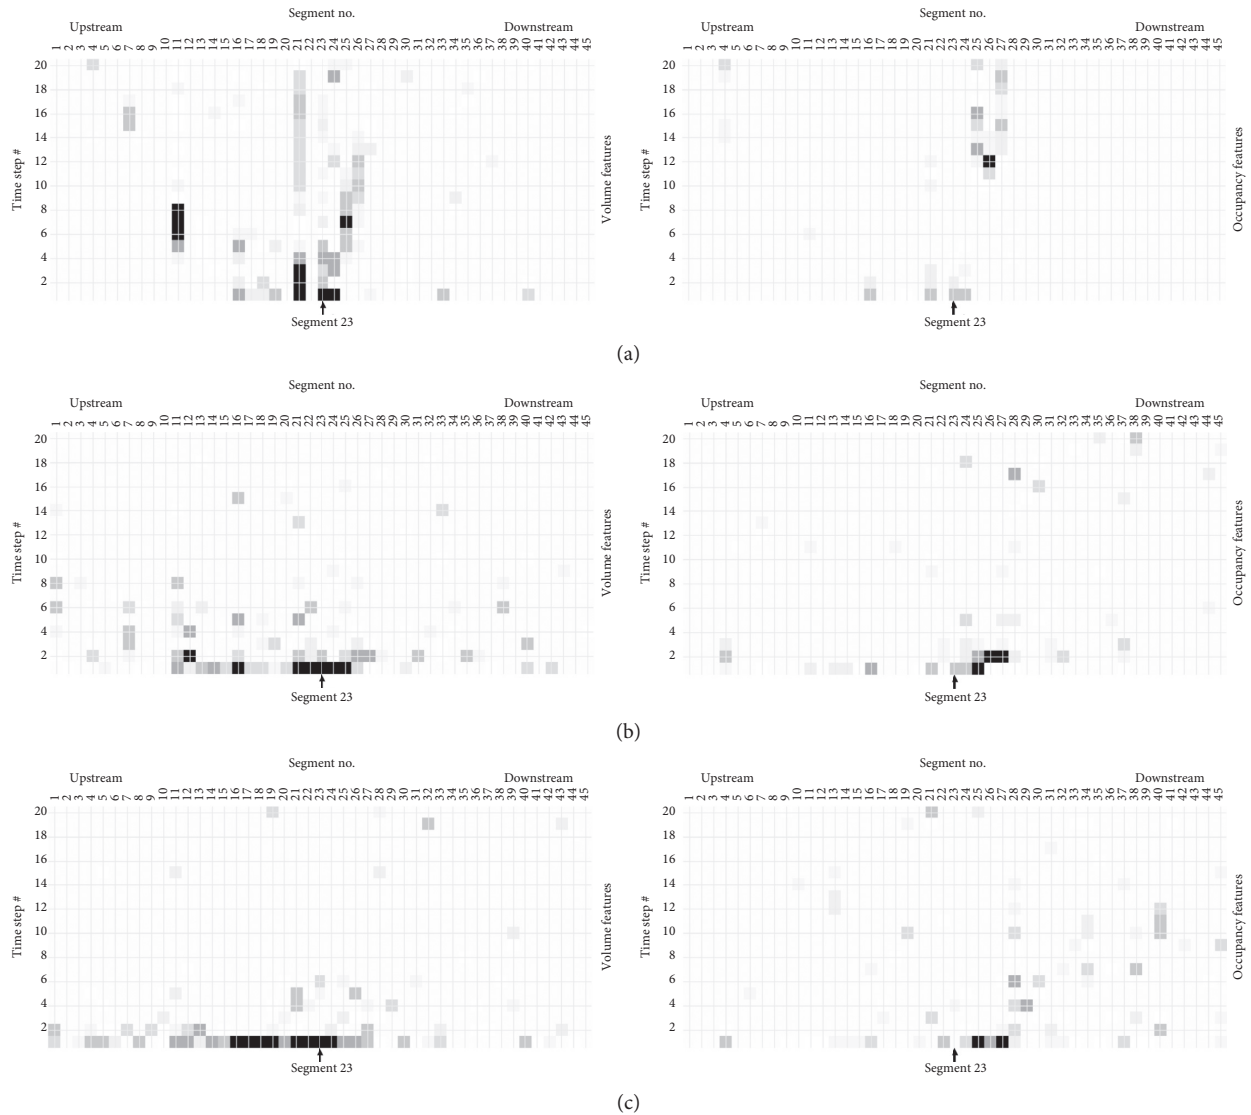 Segment no.
Upstream Downstream
1 2 3 4 5 6 7 8 9 10 11 12 13 14 15 16 17 18 19 20 21 22 23 24 25 26 27 28 29 30 31 32 33 34 35 36 37 38 39 40 41 42 43 44 45
Time step #
20
18
16
14
12
10
8
6
4
2
Volume features
Segment 23
Segment no.
Upstream Downstream
1 2 3 4 5 6 7 8 9 10 11 12 13 14 15 16 17 18 19 20 21 22 23 24 25 26 27 28 29 30 31 32 33 34 35 36 37 38 39 40 41 42 43 44 45
Time step #
20
18
16
14
12
10
8
6
4
2
Occupancy features
Segment 23
(a)
Segment no.
Upstream Downstream
1 2 3 4 5 6 7 8 9 10 11 12 13 14 15 16 17 18 19 20 21 22 23 24 25 26 27 28 29 30 31 32 33 34 35 36 37 38 39 40 41 42 43 44 45
Time step #
20
18
16
14
12
10
8
6
4
2
Volume features
Segment 23
Segment no.
Upstream Downstream
1 2 3 4 5 6 7 8 9 10 11 12 13 14 15 16 17 18 19 20 21 22 23 24 25 26 27 28 29 30 31 32 33 34 35 36 37 38 39 40 41 42 43 44 45
Time step #
20
18
16
14
12
10
8
6
4
2
Occupancy features
Segment 23
(b)
Segment no.
Upstream Downstream
1 2 3 4 5 6 7 8 9 10 11 12 13 14 15 16 17 18 19 20 21 22 23 24 25 26 27 28 29 30 31 32 33 34 35 36 37 38 39 40 41 42 43 44 45
Time step #
20
18
16
14
12
10
8
6
4
2
Volume features
Segment 23
Segment no.
Upstream Downstream
1 2 3 4 5 6 7 8 9 10 11 12 13 14 15 16 17 18 19 20 21 22 23 24 25 26 27 28 29 30 31 32 33 34 35 36 37 38 39 40 41 42 43 44 45
Time step #
20
18
16
14
12
10
8
6
4
2
Occupancy features
Segment 23
(c)